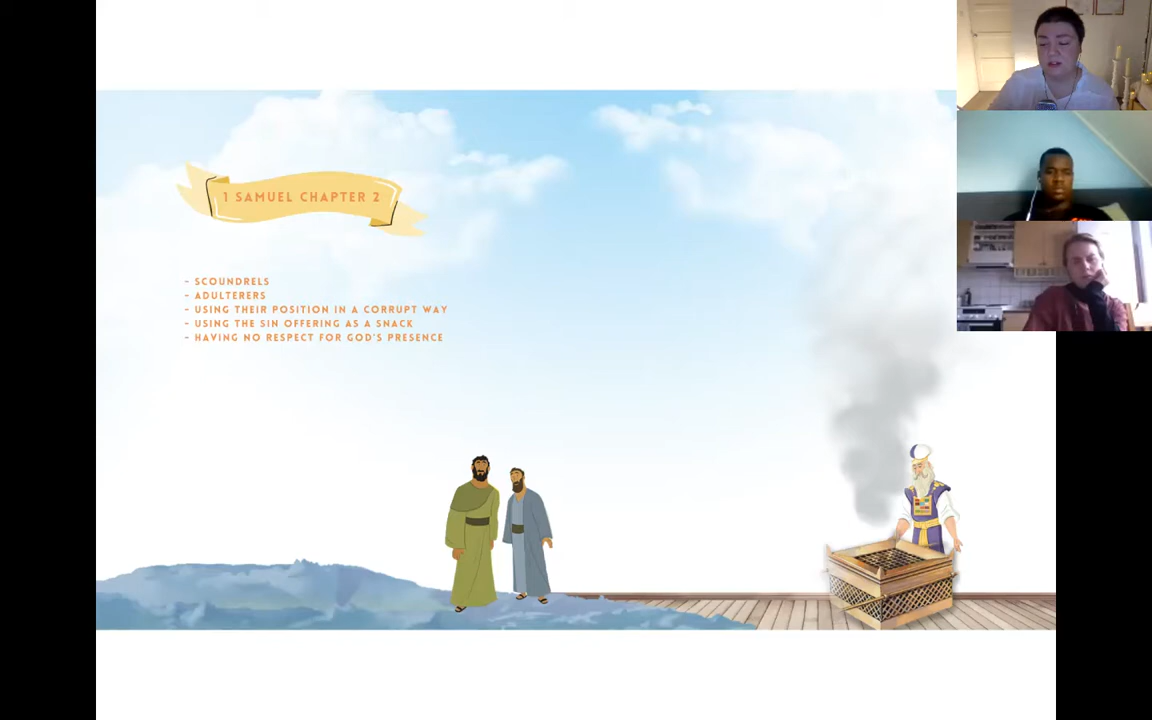 1 SAMUEL CHAPTER 2
- SCOUNDRELS
- ADULTERERS
- USING THEIR POSITION IN A CORRUPT WAY
- USING THE SIN OFFERING AS A SNACK
- HAVING NO RESPECT FOR GOD'S PRESENCE